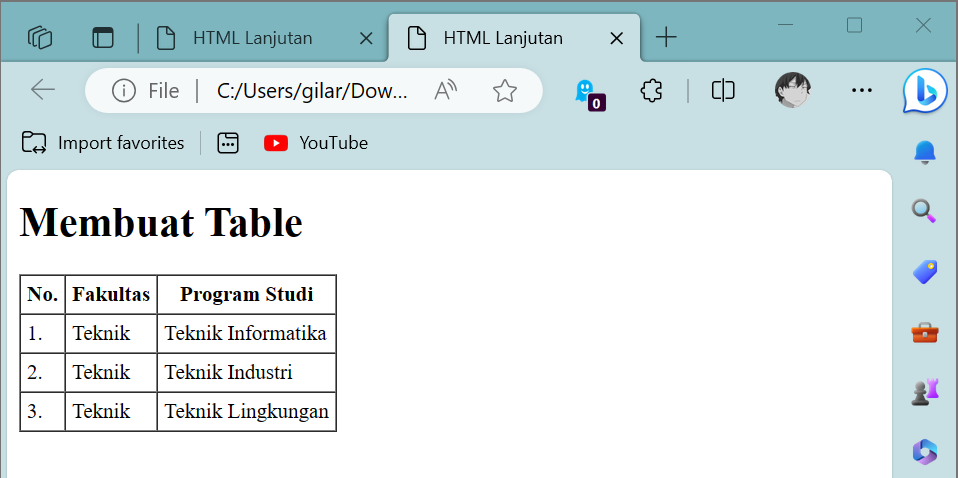 HTML Lanjutan HTML Lanjutan
File C:/Users/gilar/Dow... A 0
Import favorites YouTube
Membuat Table
No. Fakultas Program Studi
1. Teknik Teknik Informatika
2. Teknik Teknik Industri
3. Teknik Teknik Lingkungan